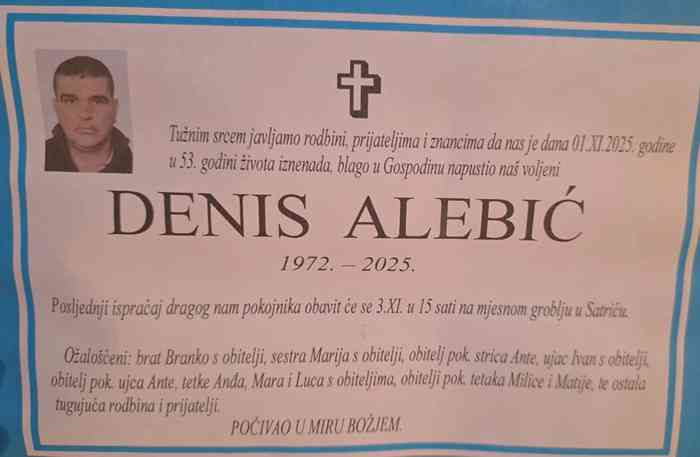 Tužnim srcem javljamo rodbini, prijateljima i znancima da nas je dana 01.XI.2025. godine
u 53. godini života iznenada, blago u Gospodinu napustio naš voljeni
DENIS ALEBIĆ
1972. – 2025.
Posljednji ispraćaj dragog nam pokojnika obavit će se 3.XI. u 15 sati na mjesnom groblju u Satriću.
Ožalošćeni: brat Branko s obitelji, sestra Marija s obitelji, obitelj pok. strica Ante, ujac Ivan s obitelji,
obitelj pok. ujca Ante, tetke Anđa, Mara i Luca s obiteljima, obitelji pok. tetaka Milice i Matije, te ostala
tugujuća rodbina i prijatelji.
POČIVAO U MIRU BOŽJEM.